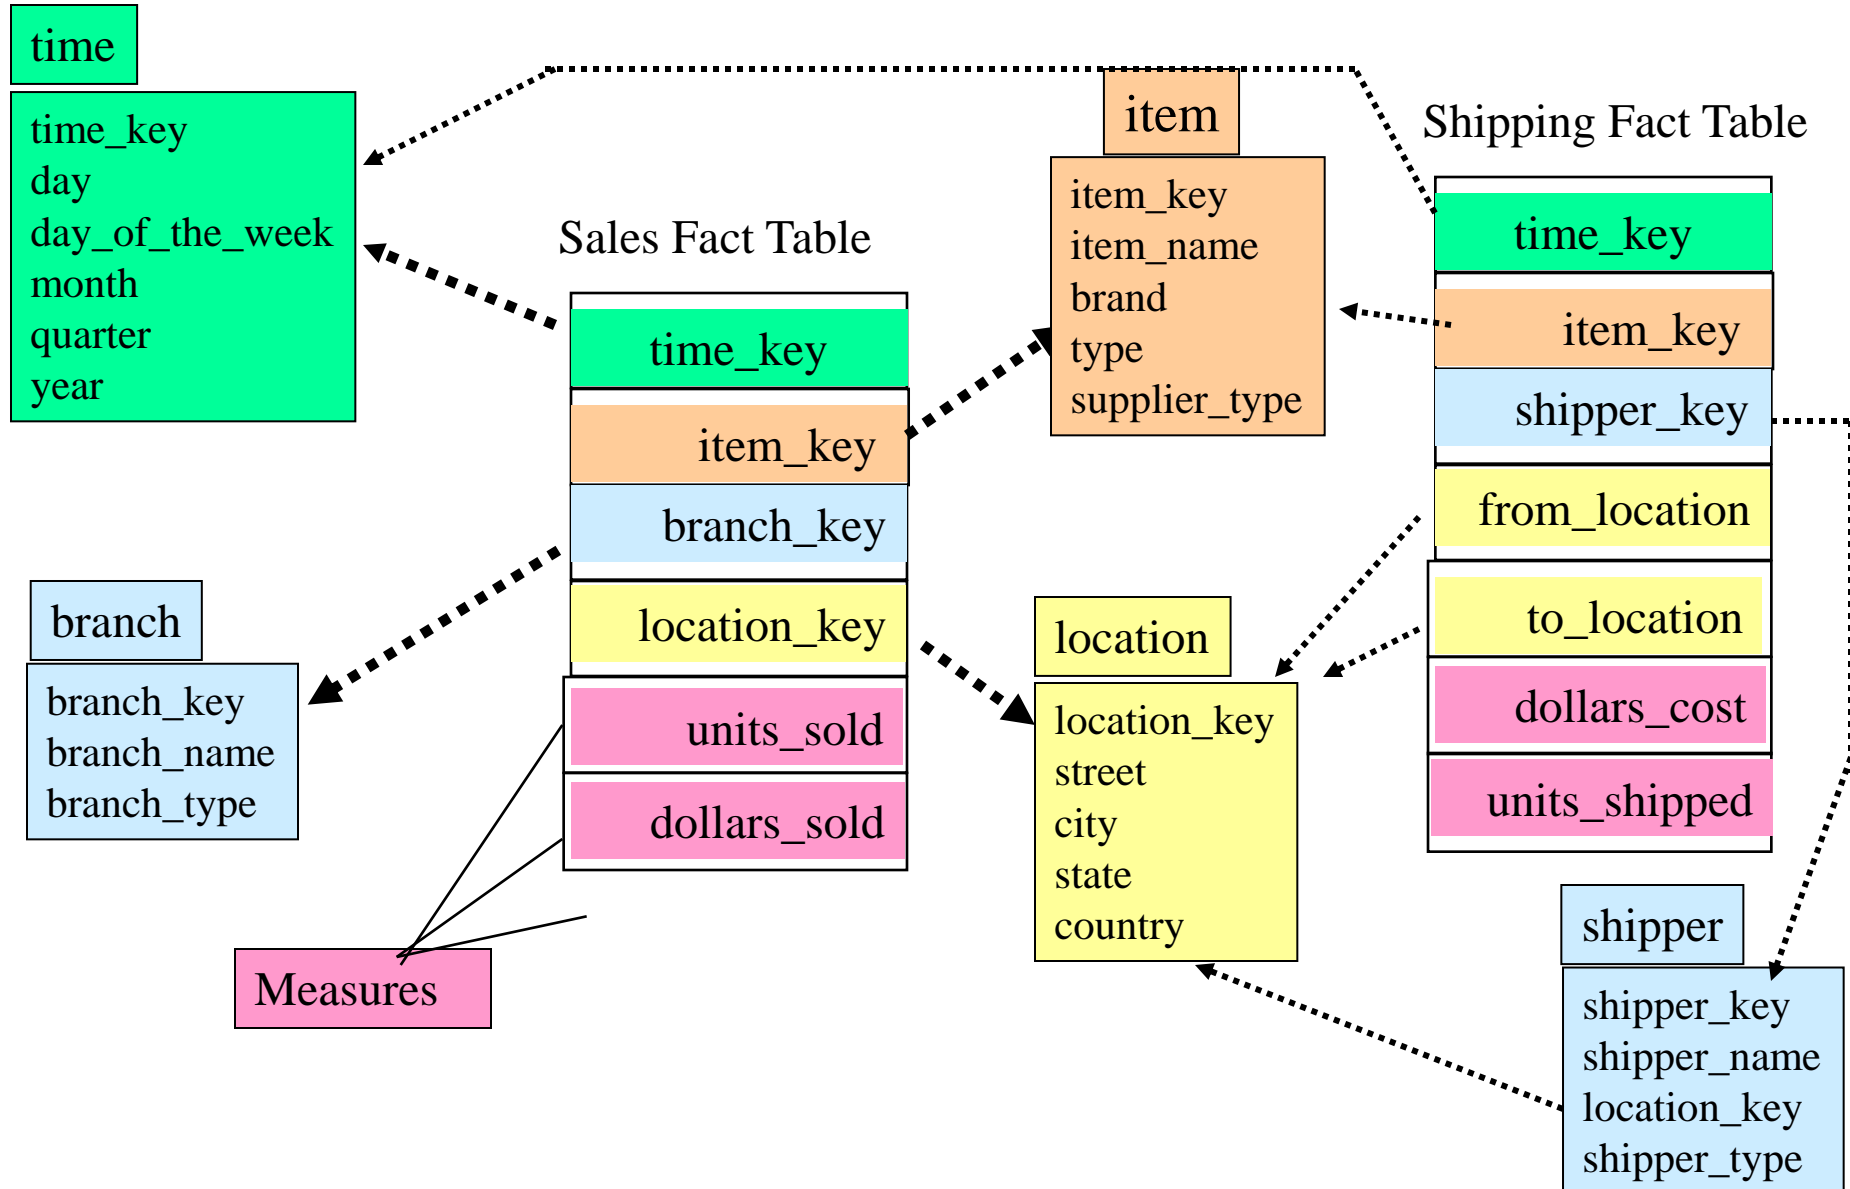 time
time_key
day
day_of_the_week
month
quarter
year
Sales Fact Table
time_key
item_key
branch_key
location_key
units_sold
dollars_sold
branch
branch_key
branch_name
branch_type
Measures
item
item_key
item_name
brand
type
supplier_type
location
location_key
street
city
state
country
Shipping Fact Table
time_key
item_key
shipper_key
from_location
to_location
dollars_cost
units_shipped
shipper
shipper_key
shipper_name
location_key
shipper_type